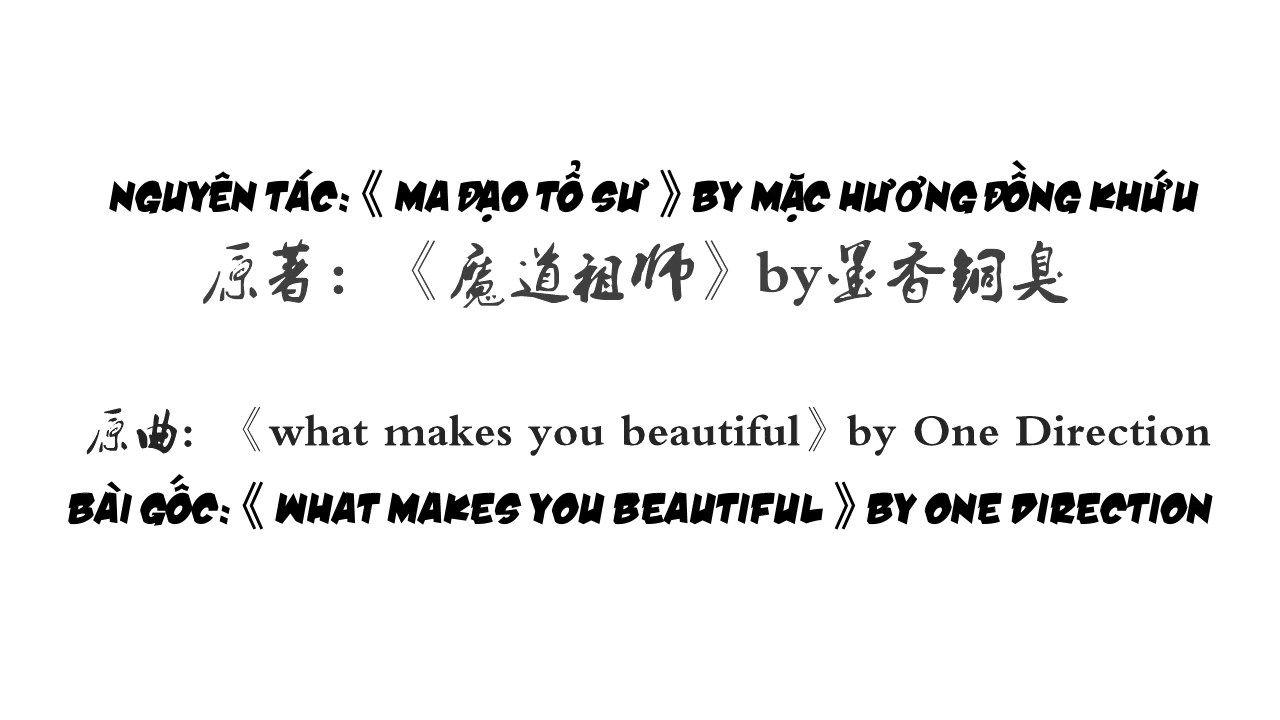 NGUYÊN TÁC:《 MA ĐẠO TỔ SƯ 》BY MẶC HƯƠNG ĐỒNG KHỨU
原著：《魔道祖师》by墨香铜臭
原曲：《what makes you beautiful》by One Direction
BÀI GỐC:《 WHAT MAKES YOU BEAUTIFUL 》BY ONE DIRECTION